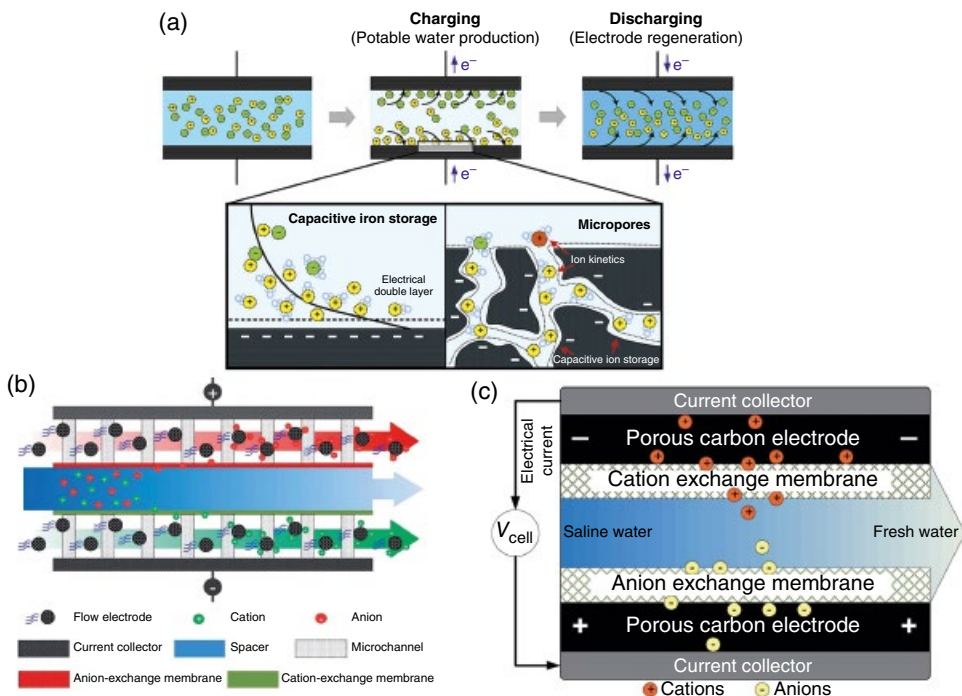 (a)
Charging
(Potable water production)
Discharging
(Electrode regeneration)
e−
e−
e−
e−
Capacitive iron storage
Electrical
double layer
Micropores
Ion kinetics
Capacitive ion storage
(b)
+
−
Flow electrode
Cation
Anion
Current collector
Spacer
Microchannel
Anion-exchange membrane
Cation-exchange membrane
(c)
Current collector
Porous carbon electrode
− −
Cation exchange membrane
Electrical
current
Vcell
Saline water
Fresh water
Anion exchange membrane
Porous carbon electrode
+ +
Current collector
Cations
Anions